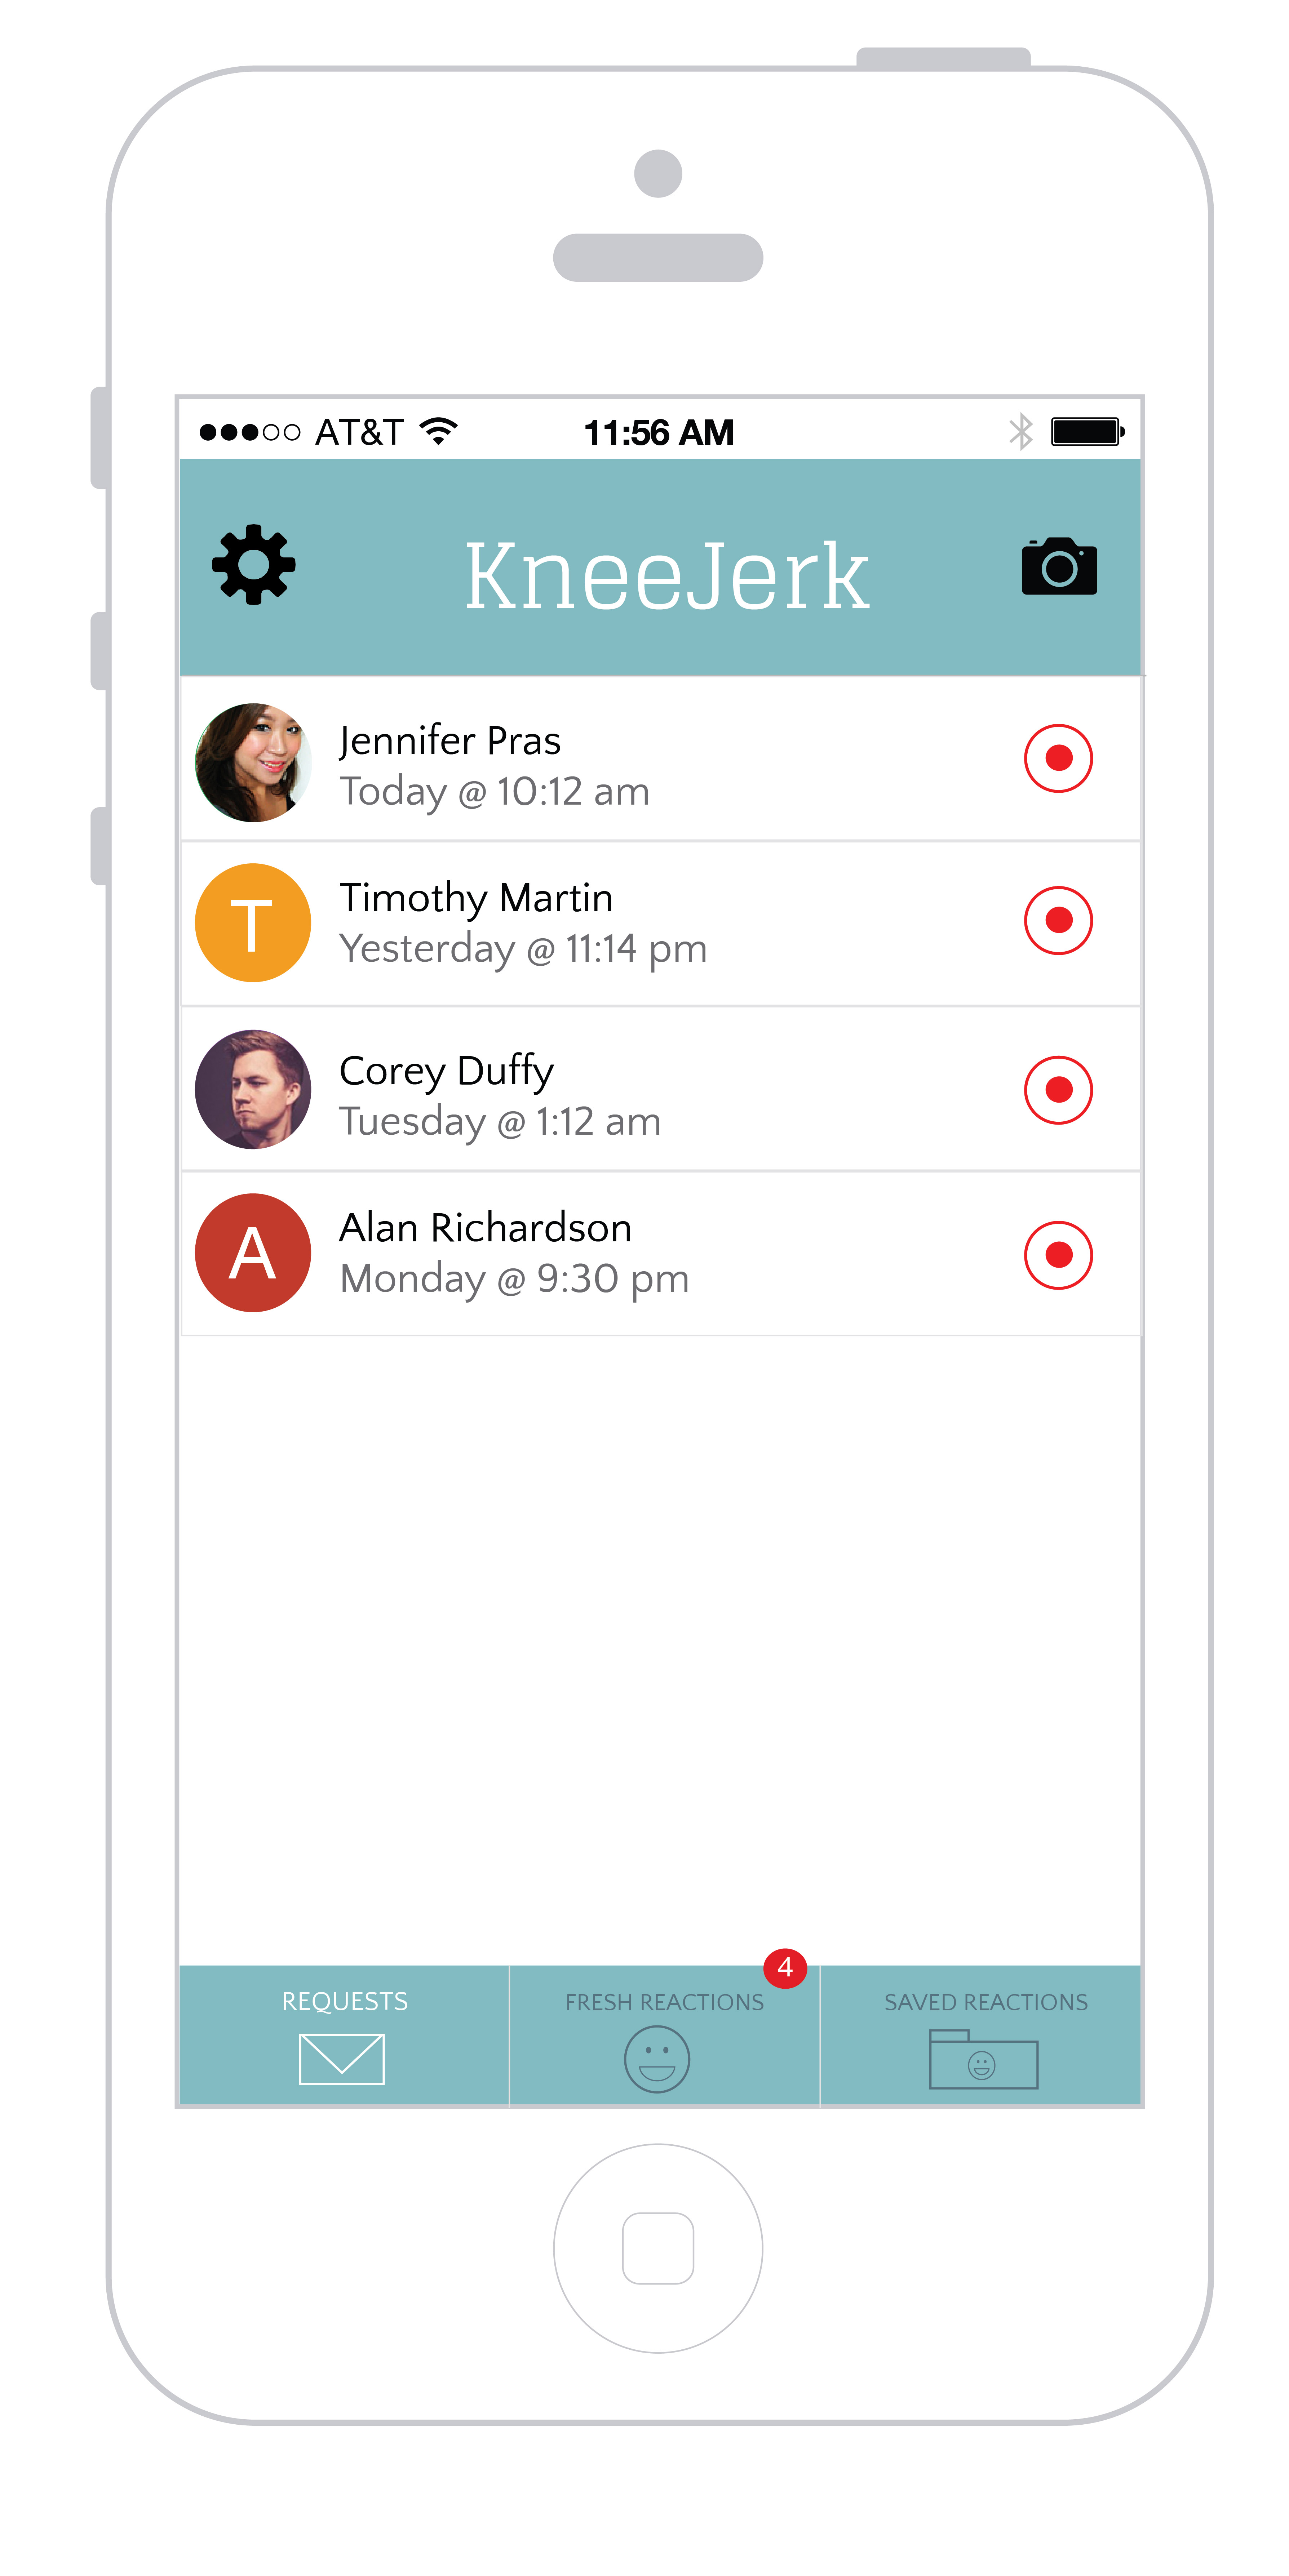 AT&T
11:56 AM
KneeJerk
Jennifer Pras
Today @ 10:12 am
T
Timothy Martin
Yesterday @ 11:14 pm
Corey Duffy
Tuesday @ 1:12 am
A
Alan Richardson
Monday @ 9:30 pm
4
REQUESTS
FRESH REACTIONS
SAVED REACTIONS